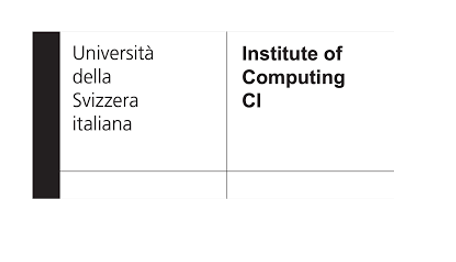 Università
della
Svizzera
italiana
Institute of
Computing
CI